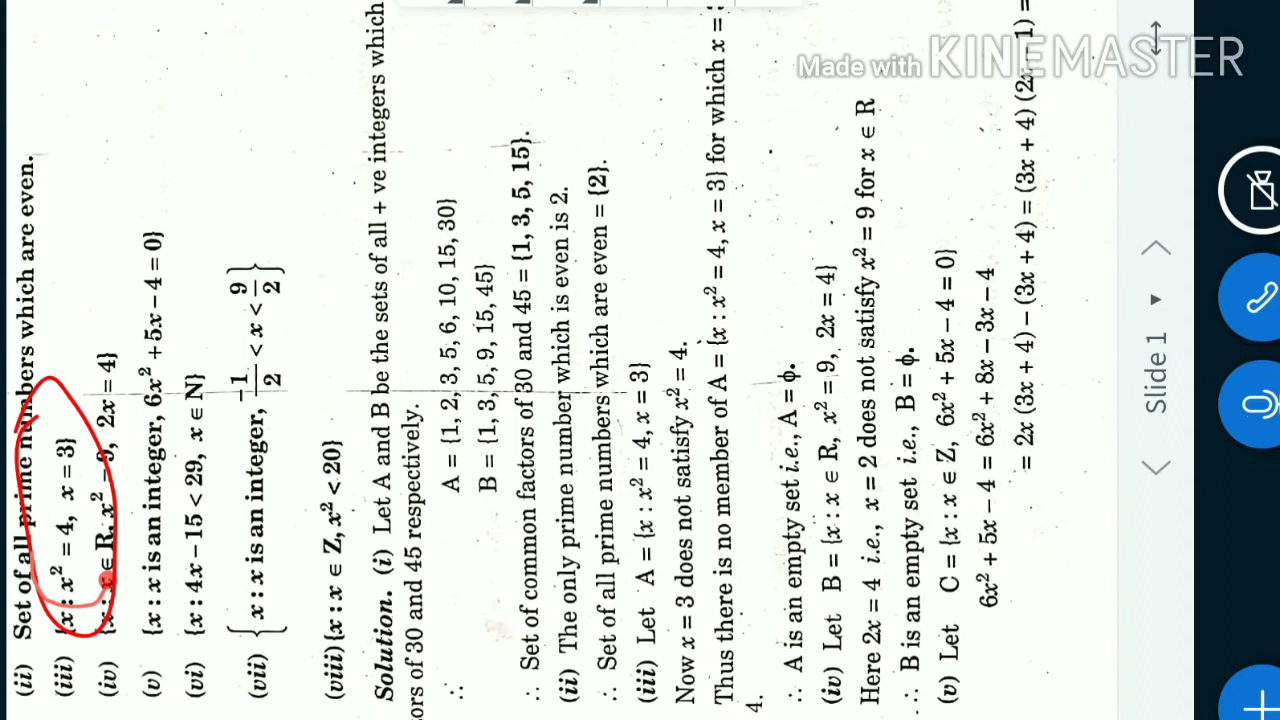 (ii) Set of all prime numbers which are even.
(iii) {x : x² = 4, x = 3}
(iv) {x : x ∈ R, x² = 9, 2x = 4}
(v) {x : x is an integer, 6x² + 5x − 4 = 0}
(vi) {x : 4x − 15 < 29, x ∈ N}
(vii) {x : x is an integer, −1/2 < x < 9/2}
(viii) {x : x ∈ Z, x² < 20}
Solution. (i) Let A and B be the sets of all + ve integers which
ors of 30 and 45 respectively.
∴ A = {1, 2, 3, 5, 6, 10, 15, 30}
B = {1, 3, 5, 9, 15, 45}
∴ Set of common factors of 30 and 45 = {1, 3, 5, 15}.
(ii) The only prime number which is even is 2.
∴ Set of all prime numbers which are even = {2}.
(iii) Let A = {x : x² = 4, x = 3}
Now x = 3 does not satisfy x² = 4.
Thus there is no member of A = {x : x² = 4, x = 3} for which x =
4.
∴ A is an empty set i.e., A = ϕ.
(iv) Let B = {x : x ∈ R, x² = 9, 2x = 4}
Here 2x = 4 i.e., x = 2 does not satisfy x² = 9 for x ∈ R
∴ B is an empty set i.e., B = ϕ.
(v) Let C = {x : x ∈ Z, 6x² + 5x − 4 = 0}
6x² + 5x − 4 = 6x² + 8x − 3x − 4
= 2x (3x + 4) − (3x + 4) = (3x + 4) (2x − 1) =
Made with KINEMASTER
Slide 1